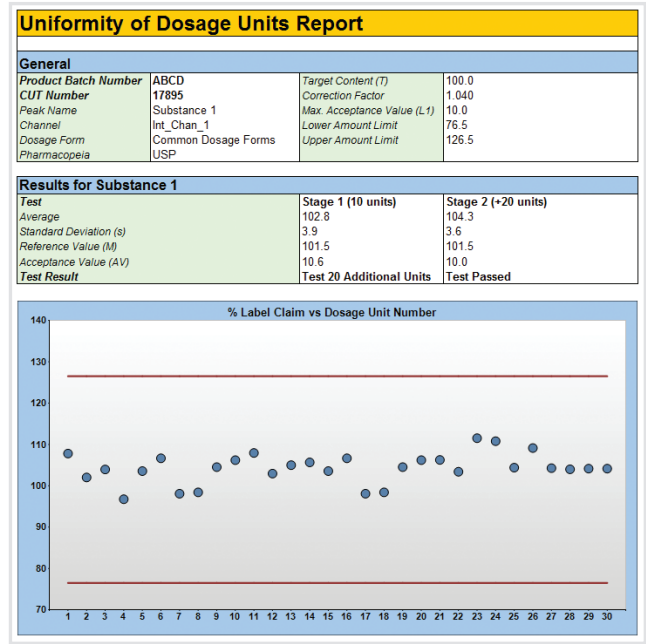 Uniformity of Dosage Units Report
General
Product Batch Number ABCD Target Content (T) 100.0
CUT Number 17895 Correction Factor 1.040
Peak Name Substance 1 Max. Acceptance Value (L1) 10.0
Channel Int_Chan_1 Lower Amount Limit 76.5
Dosage Form Common Dosage Forms Upper Amount Limit 126.5
Pharmacopeia USP
Results for Substance 1
Test Stage 1 (10 units) Stage 2 (+20 units)
Average 102.8 104.3
Standard Deviation (s) 3.9 3.6
Reference Value (M) 101.5 101.5
Acceptance Value (AV) 10.6 10.0
Test Result Test 20 Additional Units Test Passed
% Label Claim vs Dosage Unit Number
140
130
120
110
100
90
80
70
1 2 3 4 5 6 7 8 9 10 11 12 13 14 15 16 17 18 19 20 21 22 23 24 25 26 27 28 29 30